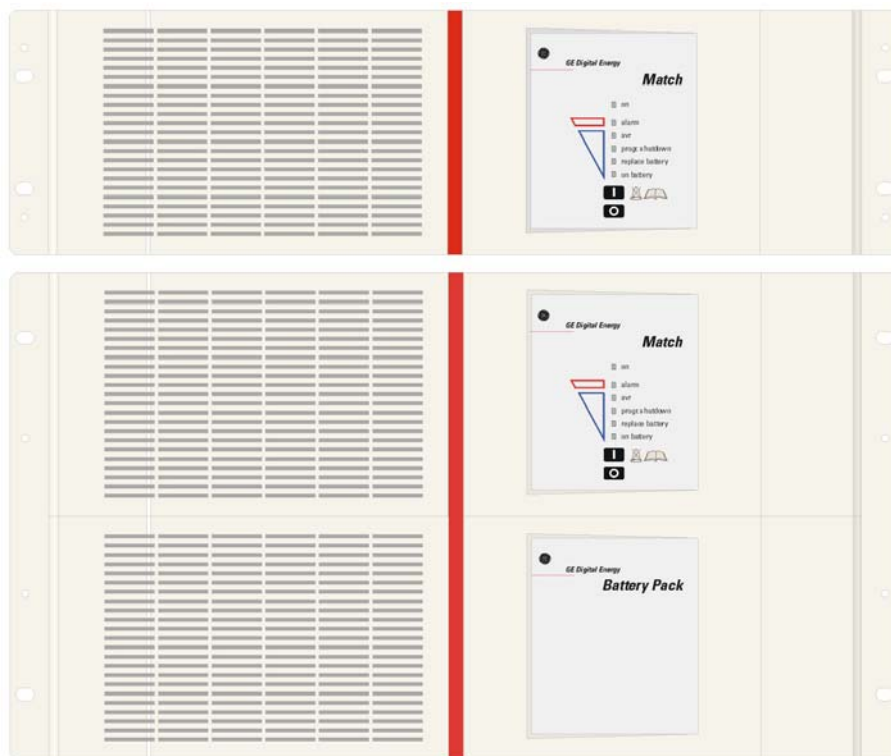 GE Digital Energy
Match
on
alarm
avr
progr.shutdown
replace battery
on battery
I
O
GE Digital Energy
Match
on
alarm
avr
progr.shutdown
replace battery
on battery
I
O
GE Digital Energy
Battery Pack